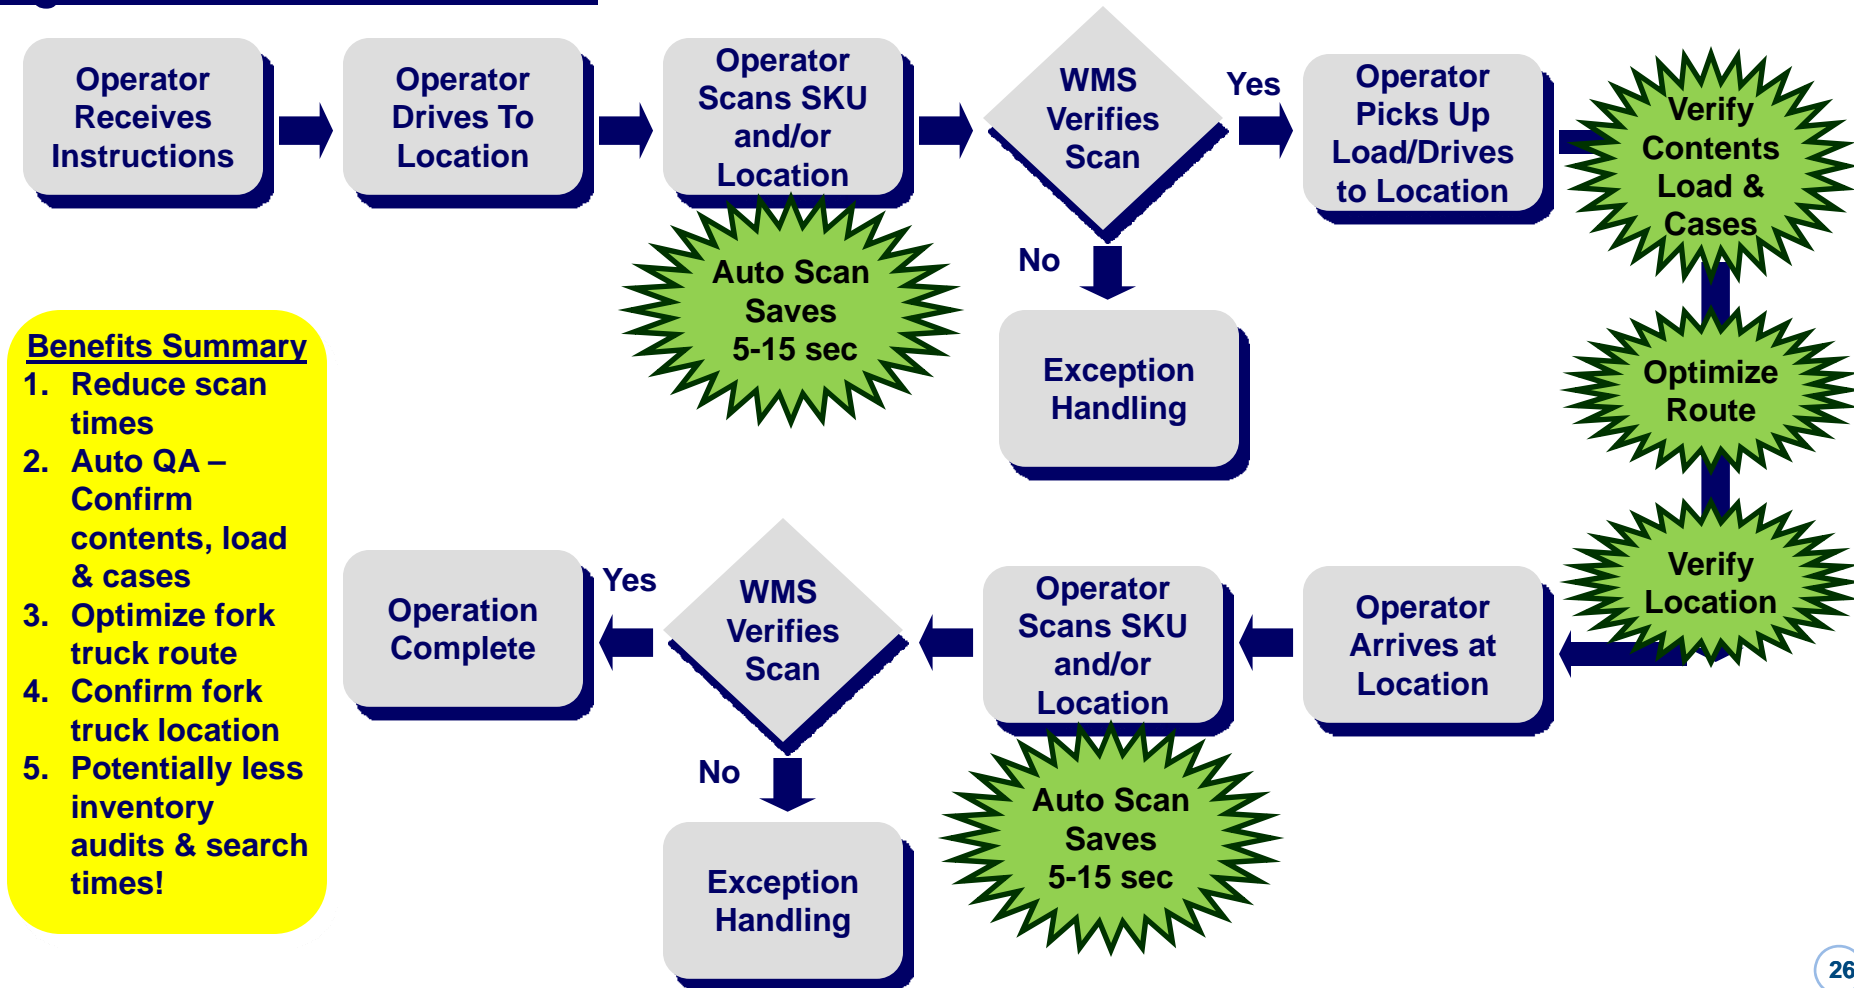 Operator
Receives
Instructions
Operator
Drives To
Location
Operator
Scans SKU
and/or
Location
WMS
Verifies
Scan
Yes
Operator
Picks Up
Load/Drives
to Location
Verify
Contents
Load &
Cases
Auto Scan
Saves
5-15 sec
No
Exception
Handling
Optimize
Route
Verify
Location
Operator
Arrives at
Location
Operator
Scans SKU
and/or
Location
Auto Scan
Saves
5-15 sec
WMS
Verifies
Scan
Yes
Operation
Complete
No
Exception
Handling
Benefits Summary
1. Reduce scan
times
2. Auto QA –
Confirm
contents, load
& cases
3. Optimize fork
truck route
4. Confirm fork
truck location
5. Potentially less
inventory
audits & search
times!
26